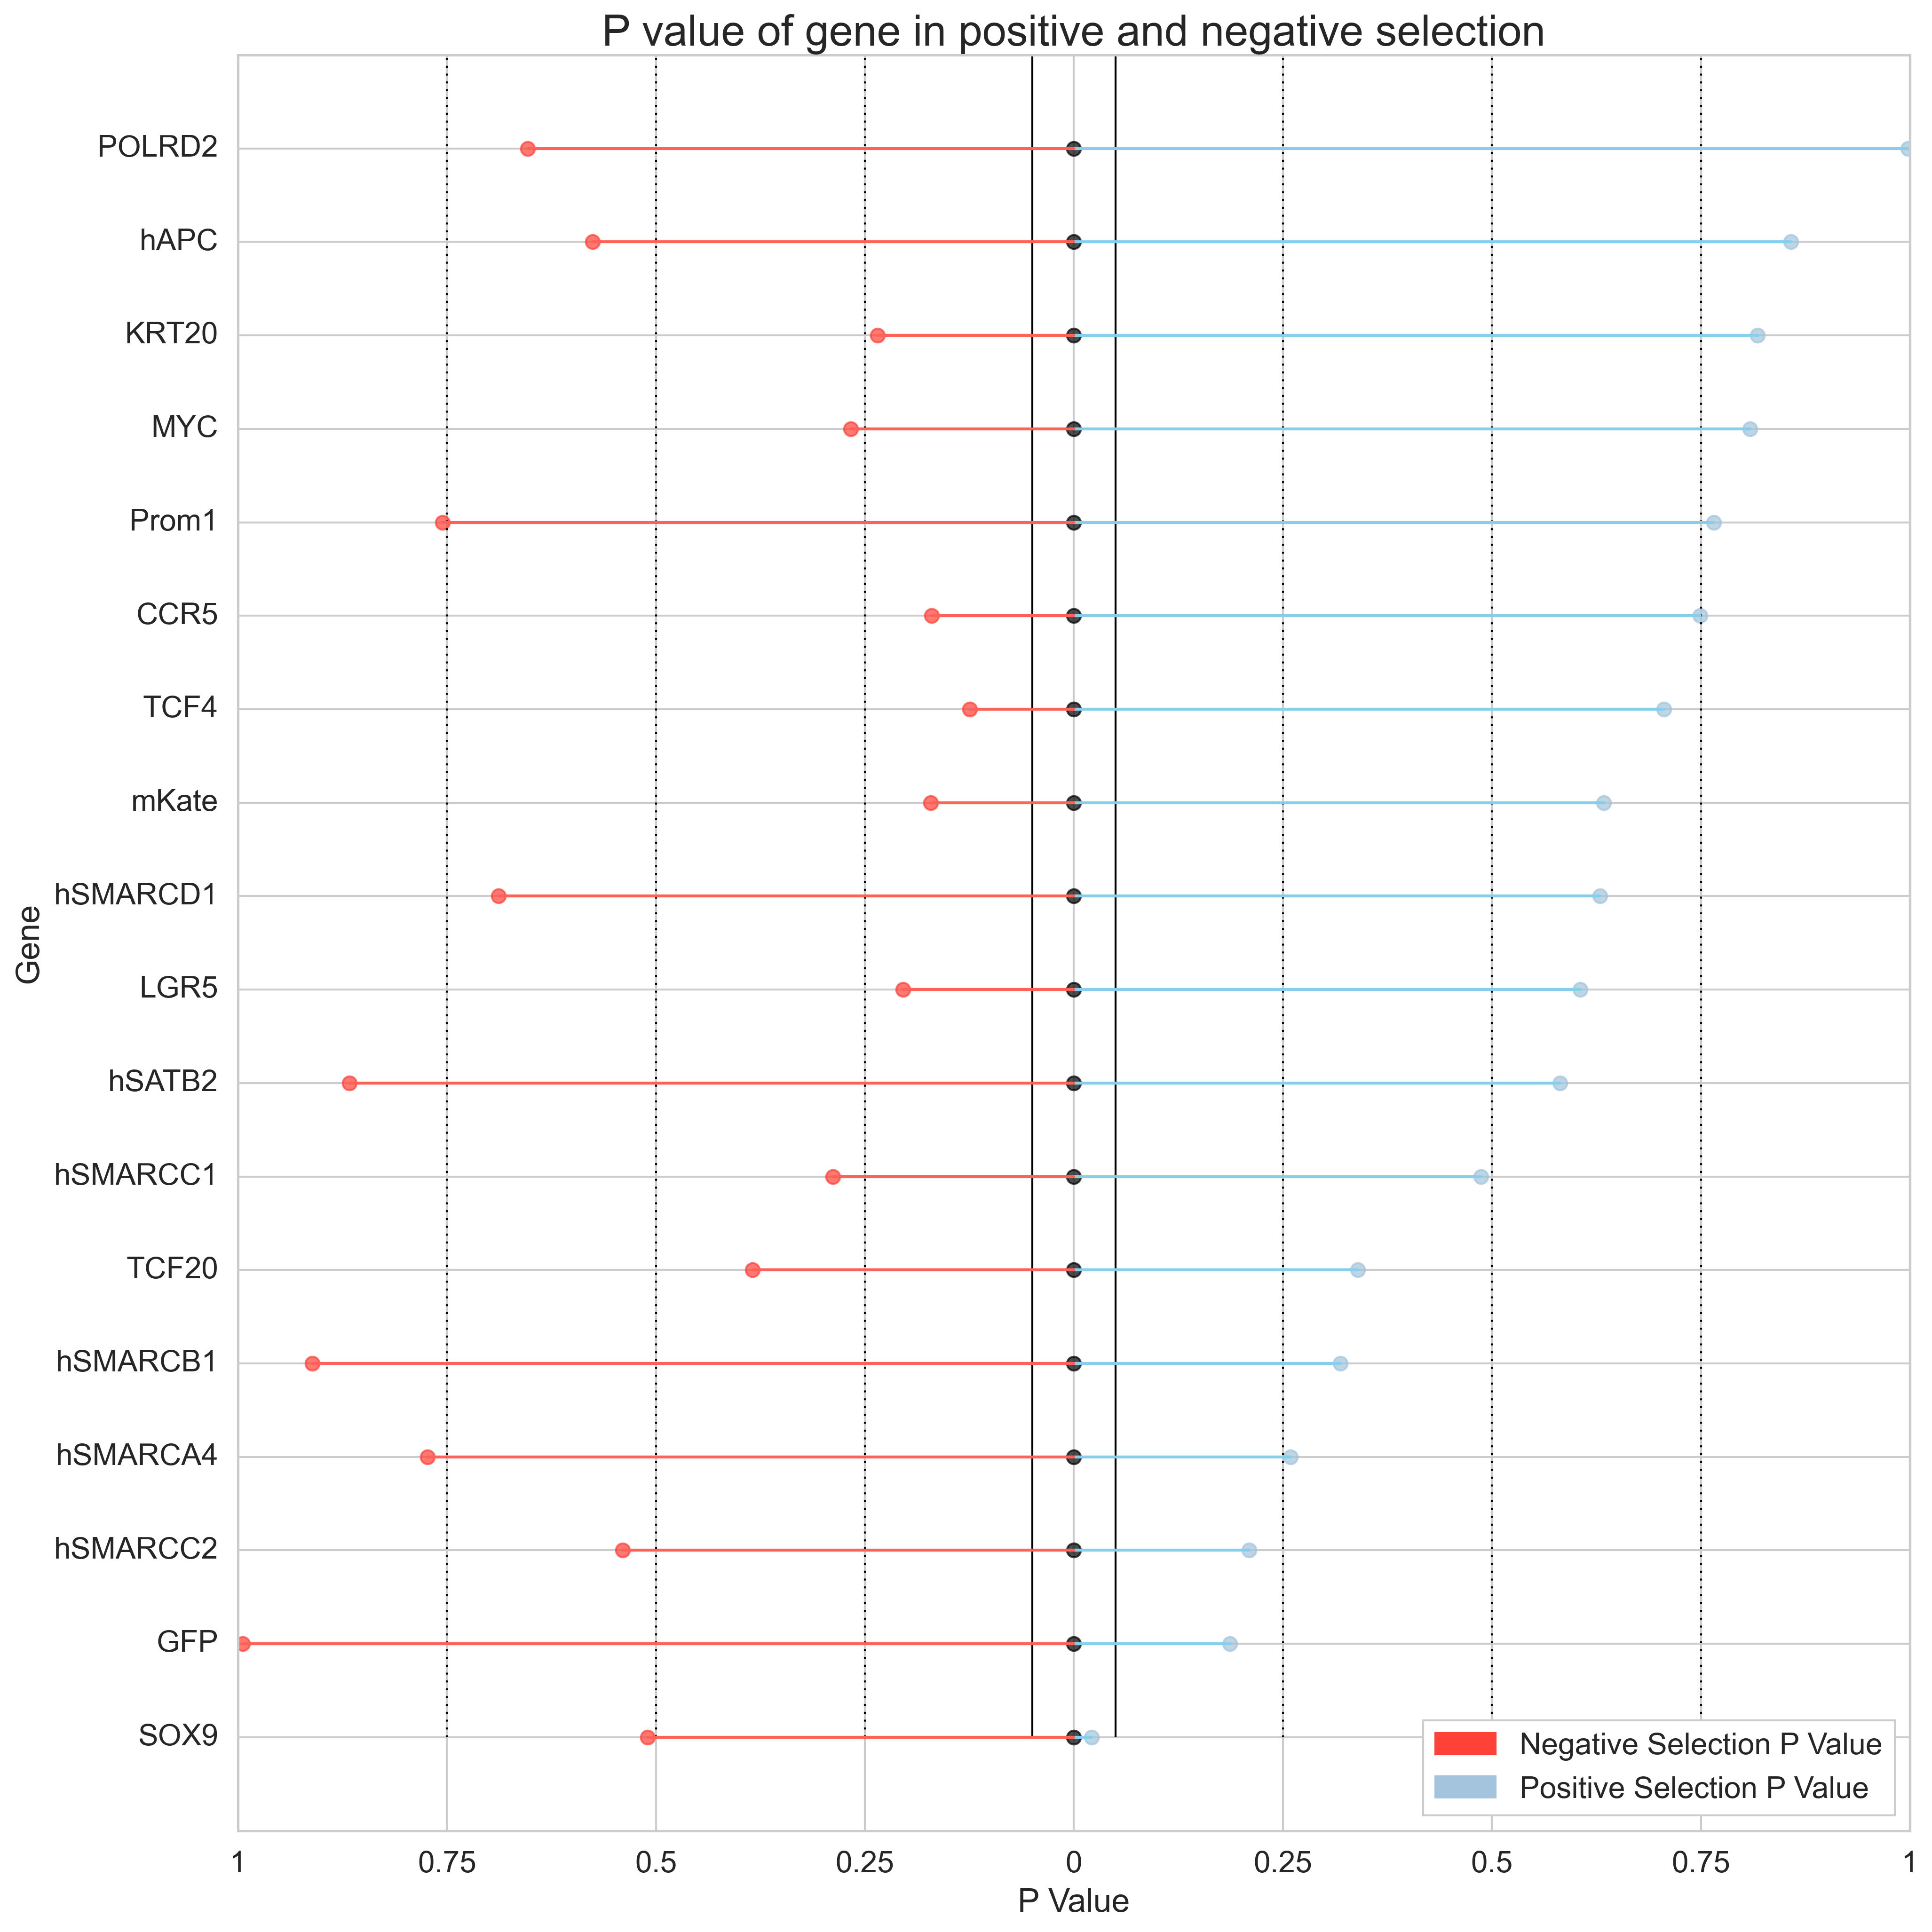 P value of gene in positive and negative selection
POLRD2
hAPC
KRT20
MYC
Prom1
CCR5
TCF4
mKate
hSMARCD1
LGR5
hSATB2
hSMARCC1
TCF20
hSMARCB1
hSMARCA4
hSMARCC2
GFP
SOX9
Gene
Negative Selection P Value
Positive Selection P Value
1 0.75 0.5 0.25 0 0.25 0.5 0.75 1
P Value